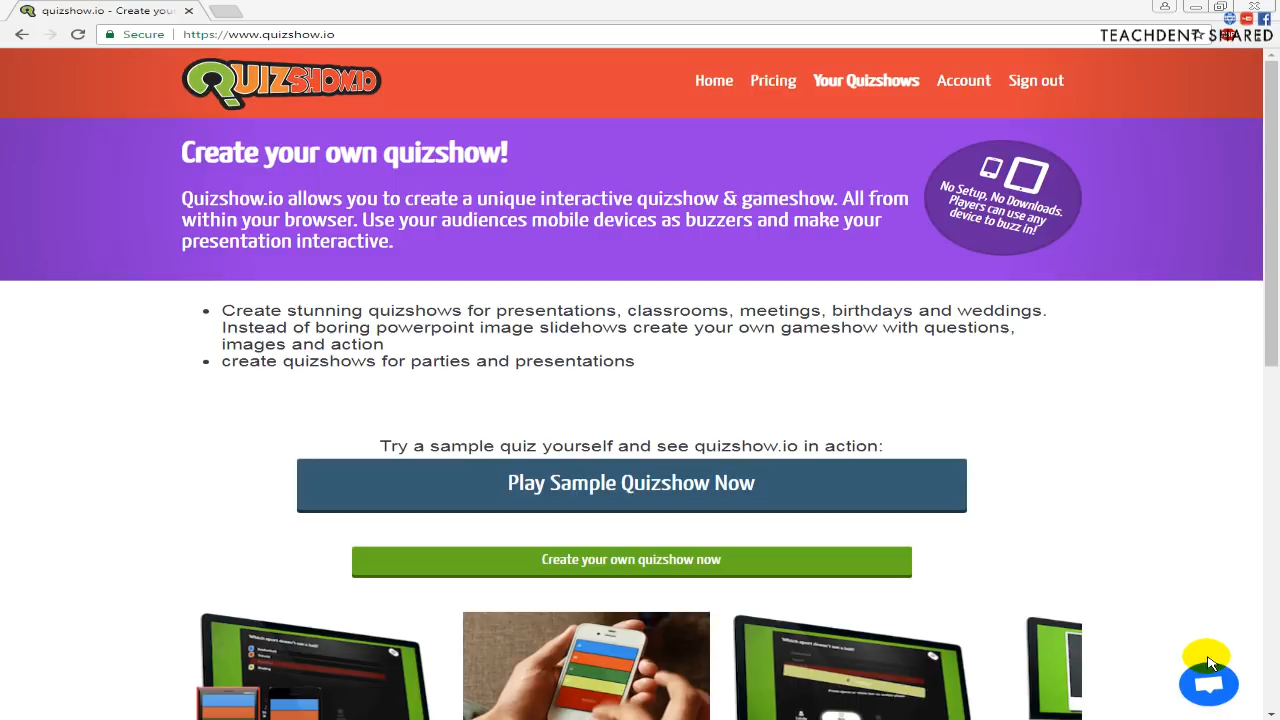 quizshow.io - Create your
Secure
https://www.quizshow.io
TEACHDENT SHARED
QUIZSHOW.IO
Home
Pricing
Your Quizshows
Account
Sign out
Create your own quizshow!
Quizshow.io allows you to create a unique interactive quizshow & gameshow. All from
within your browser. Use your audiences mobile devices as buzzers and make your
presentation interactive.
No Setup, No Downloads.
Players can use any
device to buzz in!
• Create stunning quizshows for presentations, classrooms, meetings, birthdays and weddings.
Instead of boring powerpoint image slideshows create your own gameshow with questions,
images and action
• create quizshows for parties and presentations
Try a sample quiz yourself and see quizshow.io in action:
Play Sample Quizshow Now
Create your own quizshow now